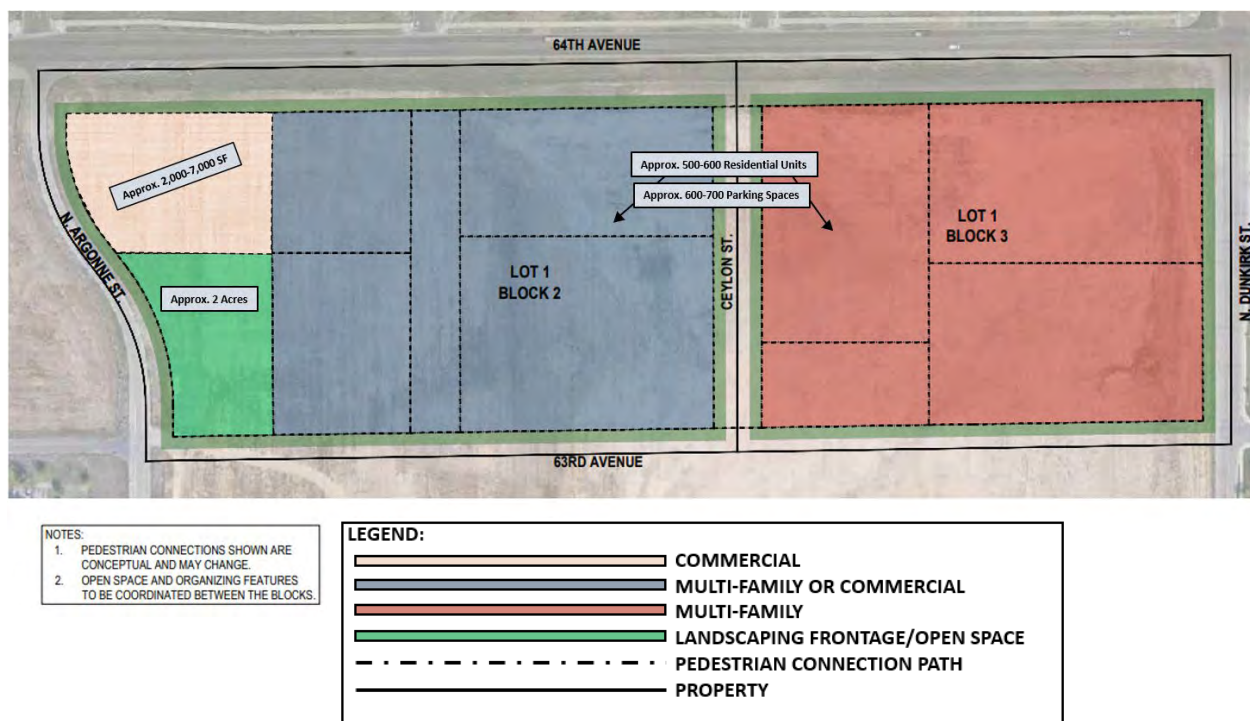 64TH AVENUE
Approx. 2,000-7,000 SF
Approx. 500-600 Residential Units
Approx. 600-700 Parking Spaces
N. ARGONNE ST.
Approx. 2 Acres
LOT 1
BLOCK 2
CEYLON ST.
LOT 1
BLOCK 3
N. DUNKIRK ST.
63RD AVENUE
NOTES:
1. PEDESTRIAN CONNECTIONS SHOWN ARE
CONCEPTUAL AND MAY CHANGE.
2. OPEN SPACE AND ORGANIZING FEATURES
TO BE COORDINATED BETWEEN THE BLOCKS.
LEGEND:
COMMERCIAL
MULTI-FAMILY OR COMMERCIAL
MULTI-FAMILY
LANDSCAPING FRONTAGE/OPEN SPACE
PEDESTRIAN CONNECTION PATH
PROPERTY